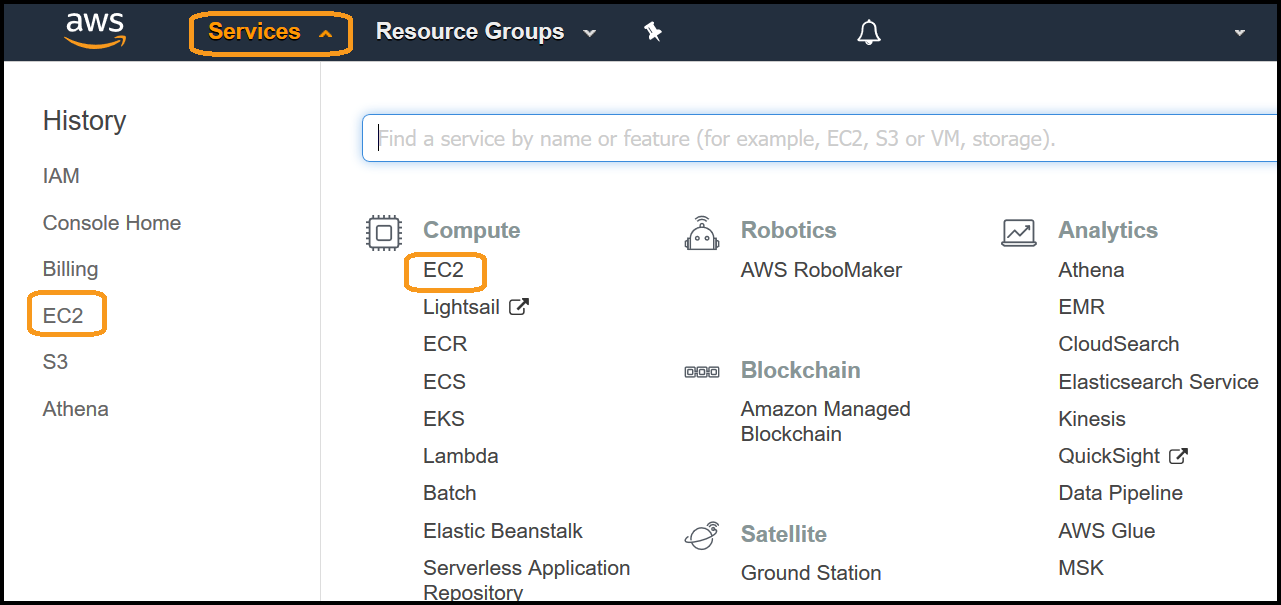 aws
Services
Resource Groups
History
IAM
Console Home
Billing
EC2
S3
Athena
Find a service by name or feature (for example, EC2, S3 or VM, storage).
Compute
EC2
Lightsail
ECR
ECS
EKS
Lambda
Batch
Elastic Beanstalk
Serverless Application
Repository
Robotics
AWS RoboMaker
Blockchain
Amazon Managed
Blockchain
Satellite
Ground Station
Analytics
Athena
EMR
CloudSearch
Elasticsearch Service
Kinesis
QuickSight
Data Pipeline
AWS Glue
MSK